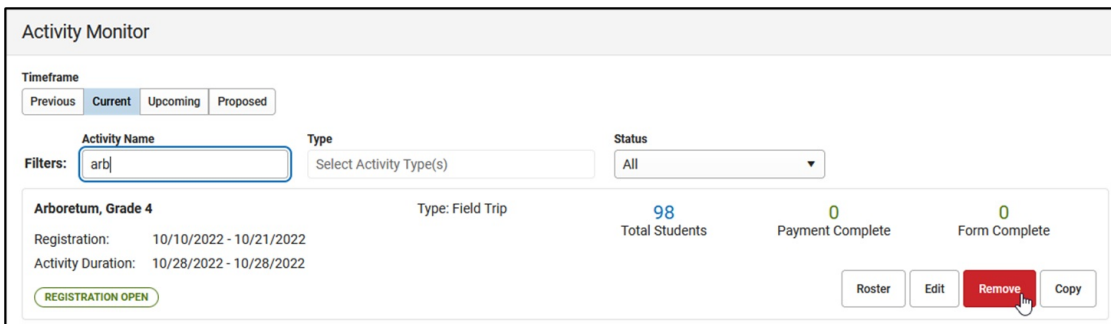 Activity Monitor
Timeframe
Previous Current Upcoming Proposed
Activity Name Type Status
Filters: arb Select Activity Type(s) All
Arboretum, Grade 4 Type: Field Trip 98 0 0
Total Students Payment Complete Form Complete
Registration: 10/10/2022 - 10/21/2022
Activity Duration: 10/28/2022 - 10/28/2022
REGISTRATION OPEN Roster Edit Remove Copy